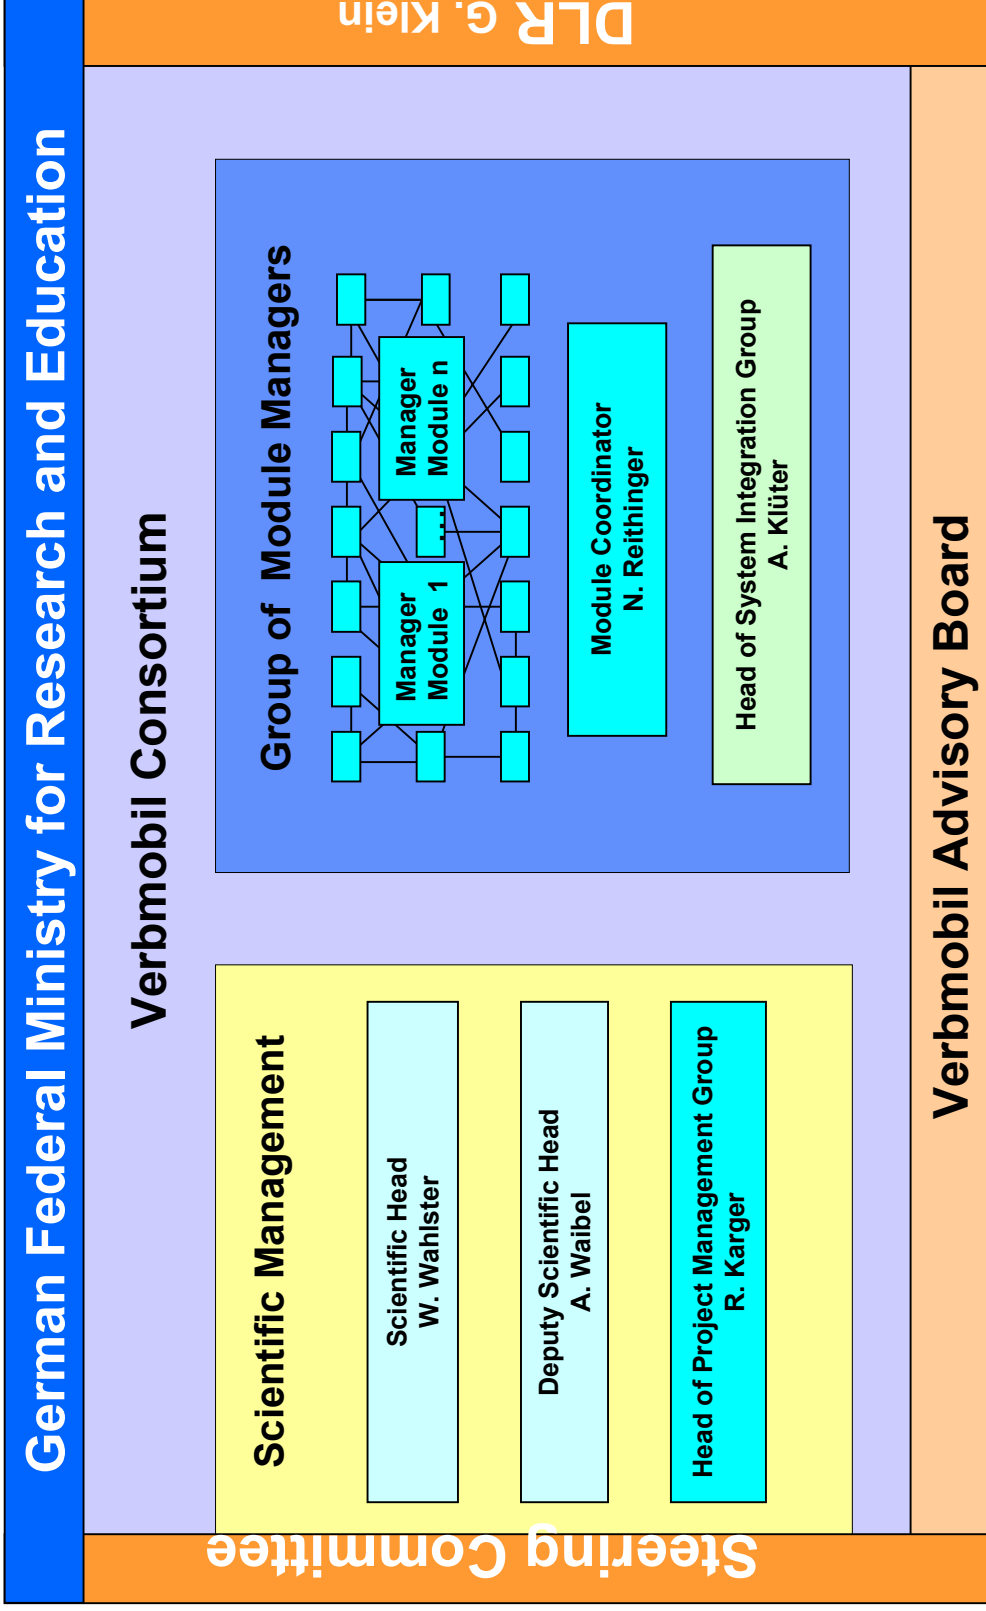 German Federal Ministry for Research and Education
Steering Committee
Verbmobil Consortium
Scientific Management
Scientific Head
W. Wahlster
Deputy Scientific Head
A. Waibel
Head of Project Management Group
R. Karger
Group of Module Managers
Manager
Module 1
...
Manager
Module n
Module Coordinator
N. Reithinger
Head of System Integration Group
A. Klüter
DLR G. Klein
Verbmobil Advisory Board